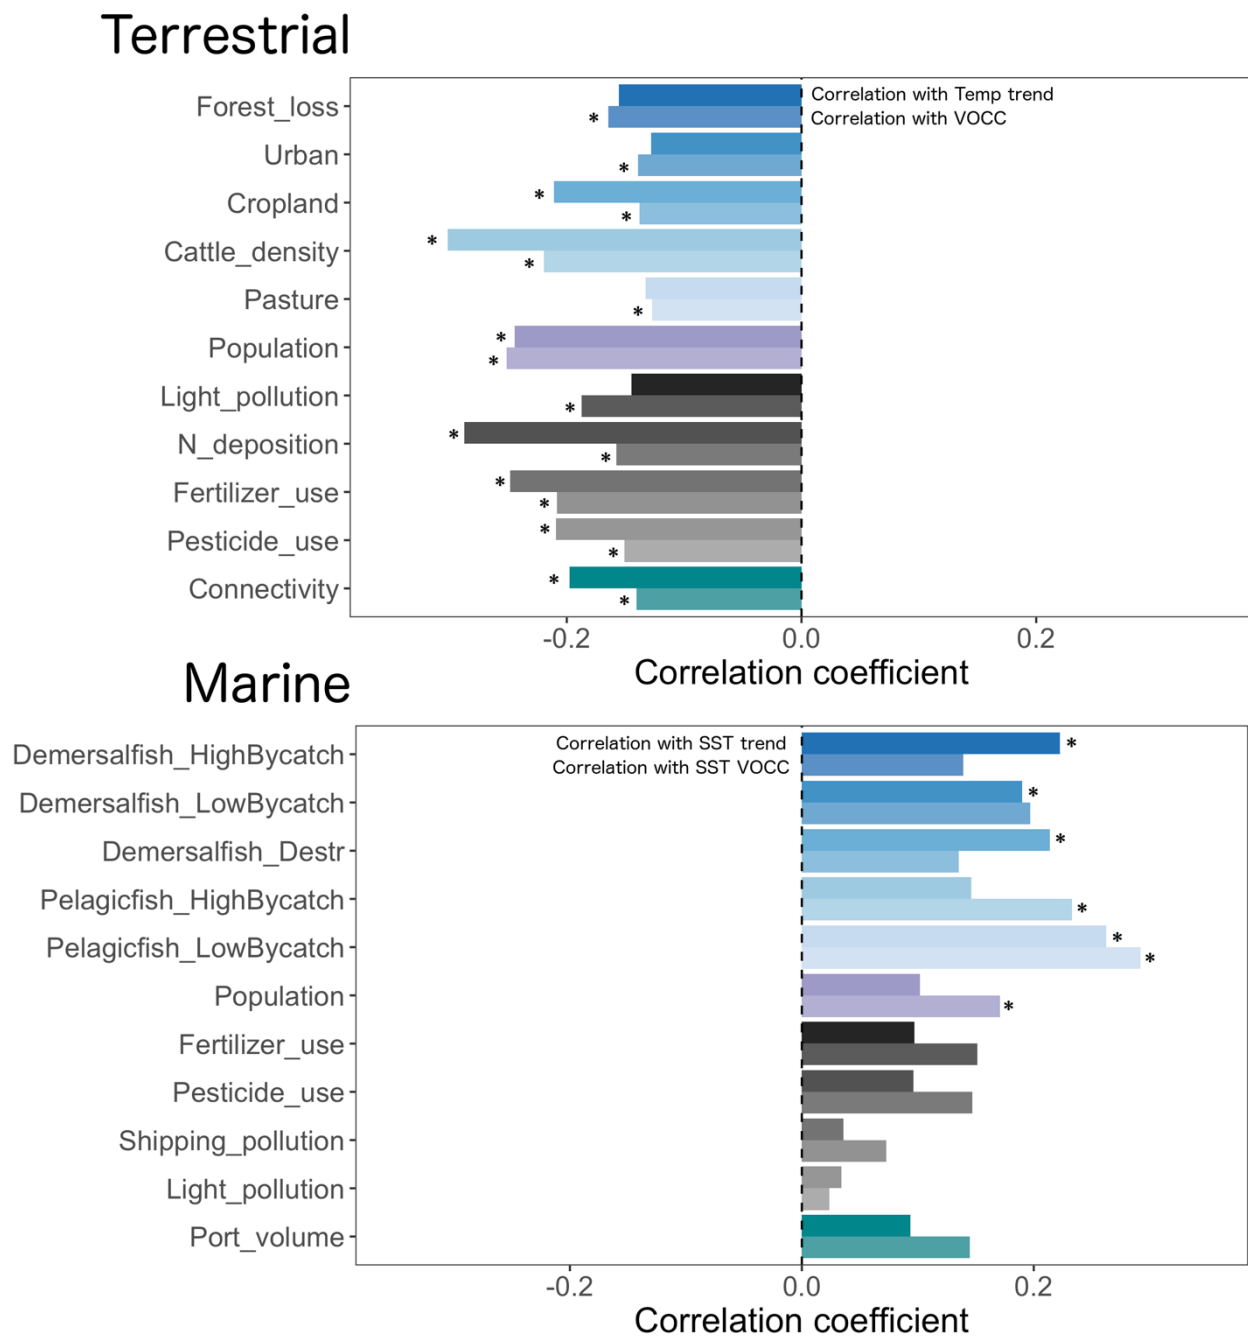 Terrestrial
Correlation with Temp trend
Correlation with VOCC
Forest_loss
*
Urban
*
Cropland
*
*
Cattle_density
*
*
Pasture
*
Population
*
*
Light_pollution
*
N_deposition
*
*
Fertilizer_use
*
*
Pesticide_use
*
*
Connectivity
*
*
-0.2 0.0 0.2
Correlation coefficient
Marine
Correlation with SST trend
Correlation with SST VOCC
Demersalfish_HighBycatch
*
Demersalfish_LowBycatch
*
Demersalfish_Destr
*
Pelagicfish_HighBycatch
*
Pelagicfish_LowBycatch
*
*
Population
*
Fertilizer_use
Pesticide_use
Shipping_pollution
Light_pollution
Port_volume
-0.2 0.0 0.2
Correlation coefficient